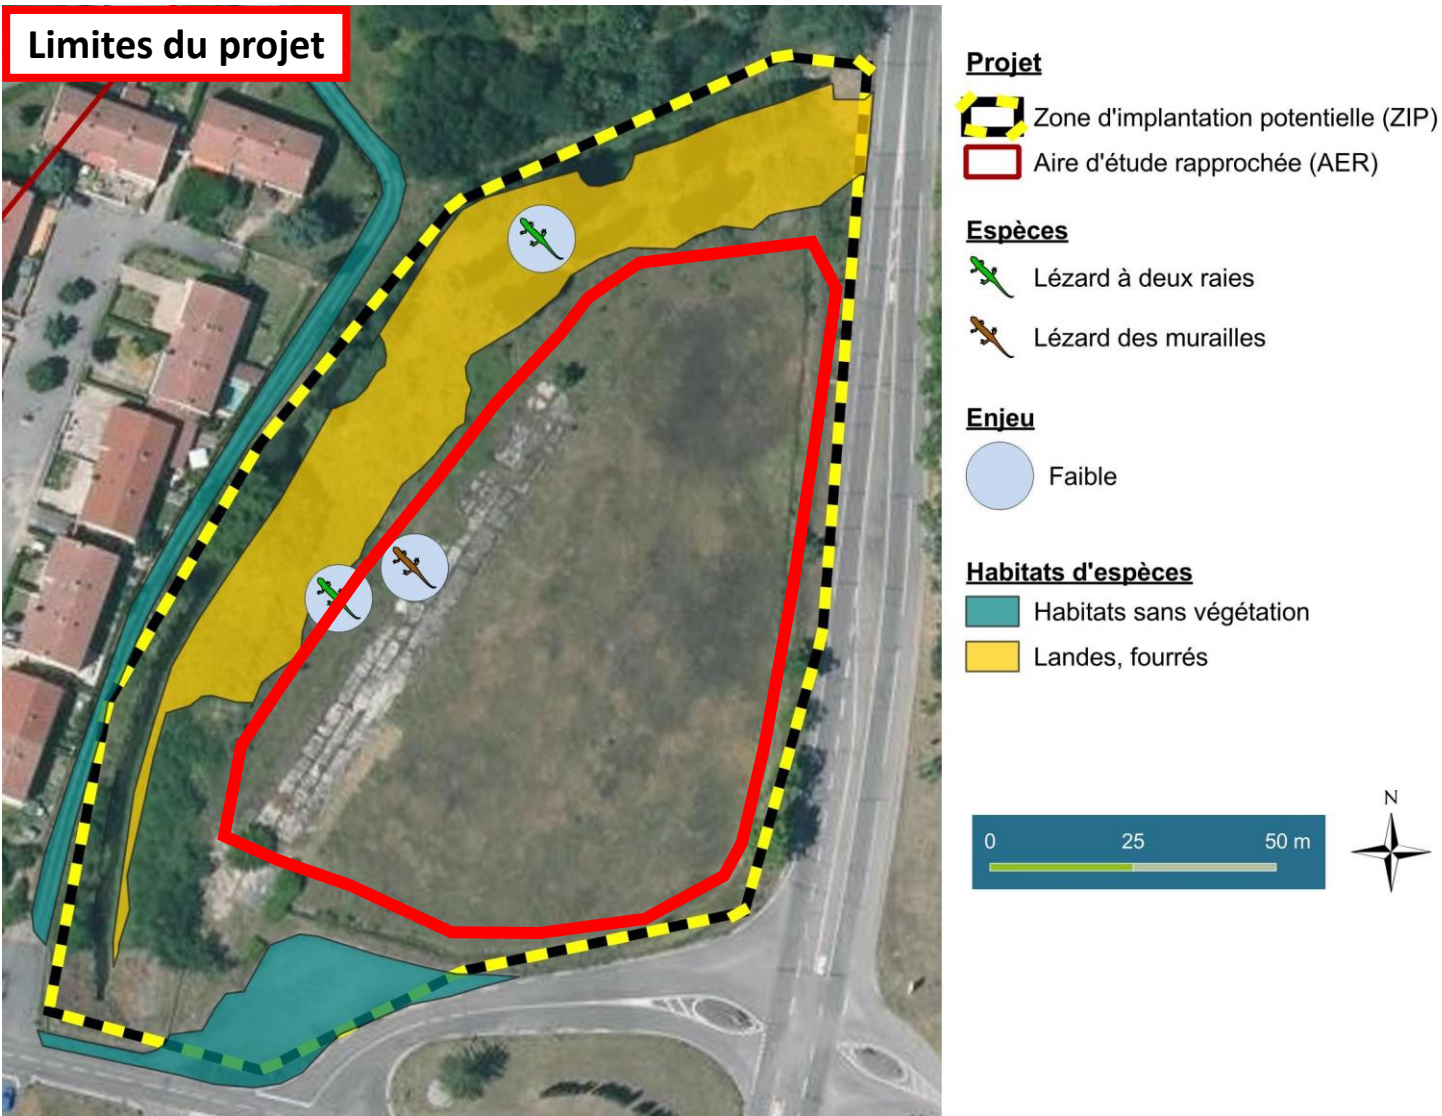 Limites du projet
Projet
Zone d'implantation potentielle (ZIP)
Aire d'étude rapprochée (AER)
Espèces
Lézard à deux raies
Lézard des murailles
Enjeu
Faible
Habitats d'espèces
Habitats sans végétation
Landes, fourrés
0 25 50 m
N